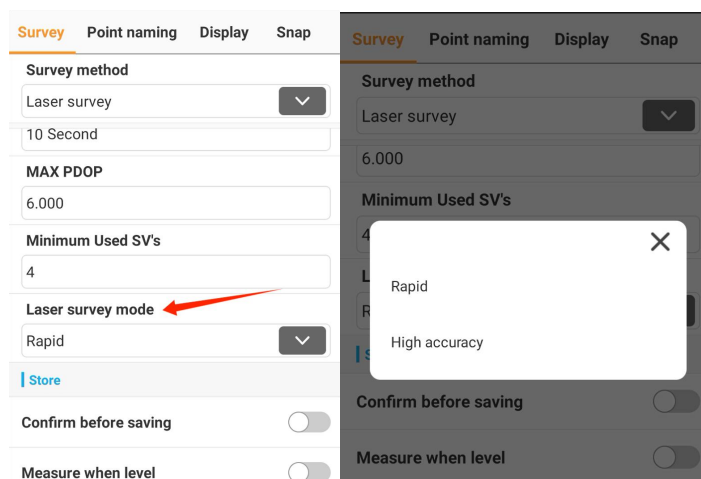 Survey Point naming Display Snap
Survey method
Laser survey
10 Second
MAX PDOP
6.000
Minimum Used SV's
4
Laser survey mode
Rapid
Store
Confirm before saving
Measure when level
Survey Point naming Display Snap
Survey method
Laser survey
6.000
Minimum Used SV's
4
L
R
Rapid
High accuracy
S
Confirm before saving
Measure when level